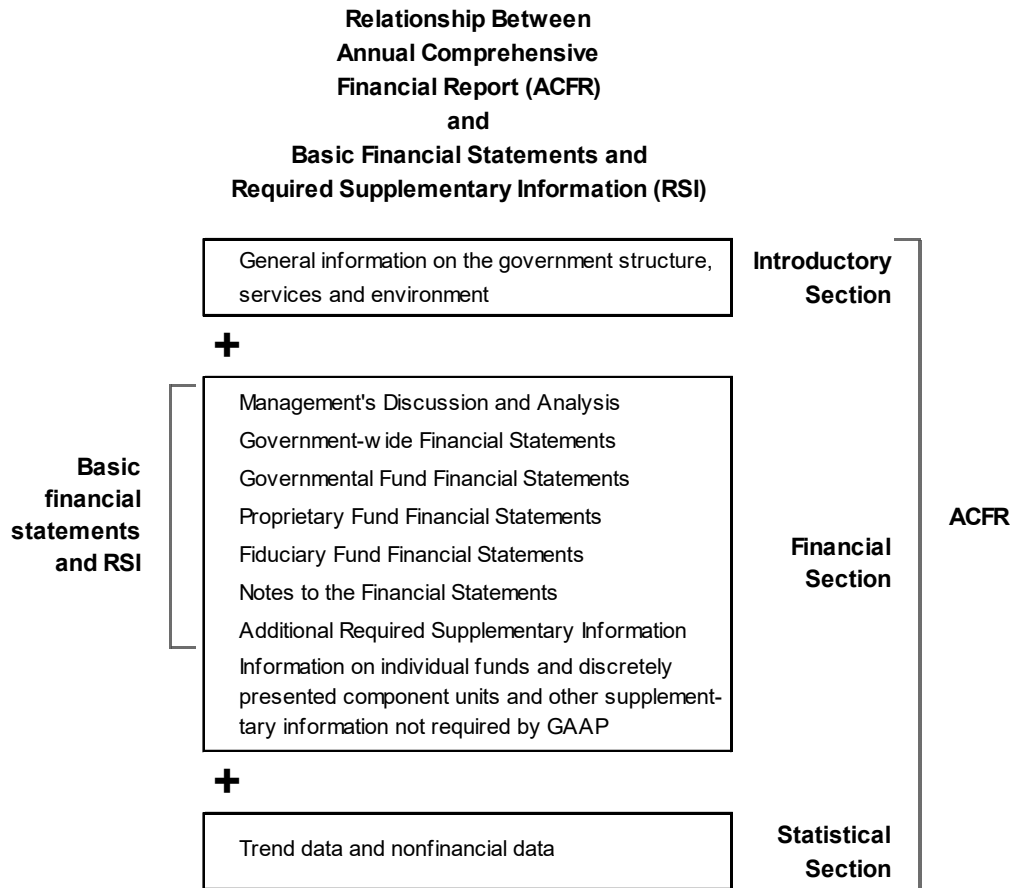 Relationship Between
Annual Comprehensive
Financial Report (ACFR)
and
Basic Financial Statements and
Required Supplementary Information (RSI)
General information on the government structure,
services and environment
Introductory
Section
+
Basic
financial
statements
and RSI
Management's Discussion and Analysis
Government-wide Financial Statements
Governmental Fund Financial Statements
Proprietary Fund Financial Statements
Fiduciary Fund Financial Statements
Notes to the Financial Statements
Additional Required Supplementary Information
Information on individual funds and discretely
presented component units and other supplemen-
tary information not required by GAAP
Financial
Section
ACFR
+
Trend data and nonfinancial data
Statistical
Section